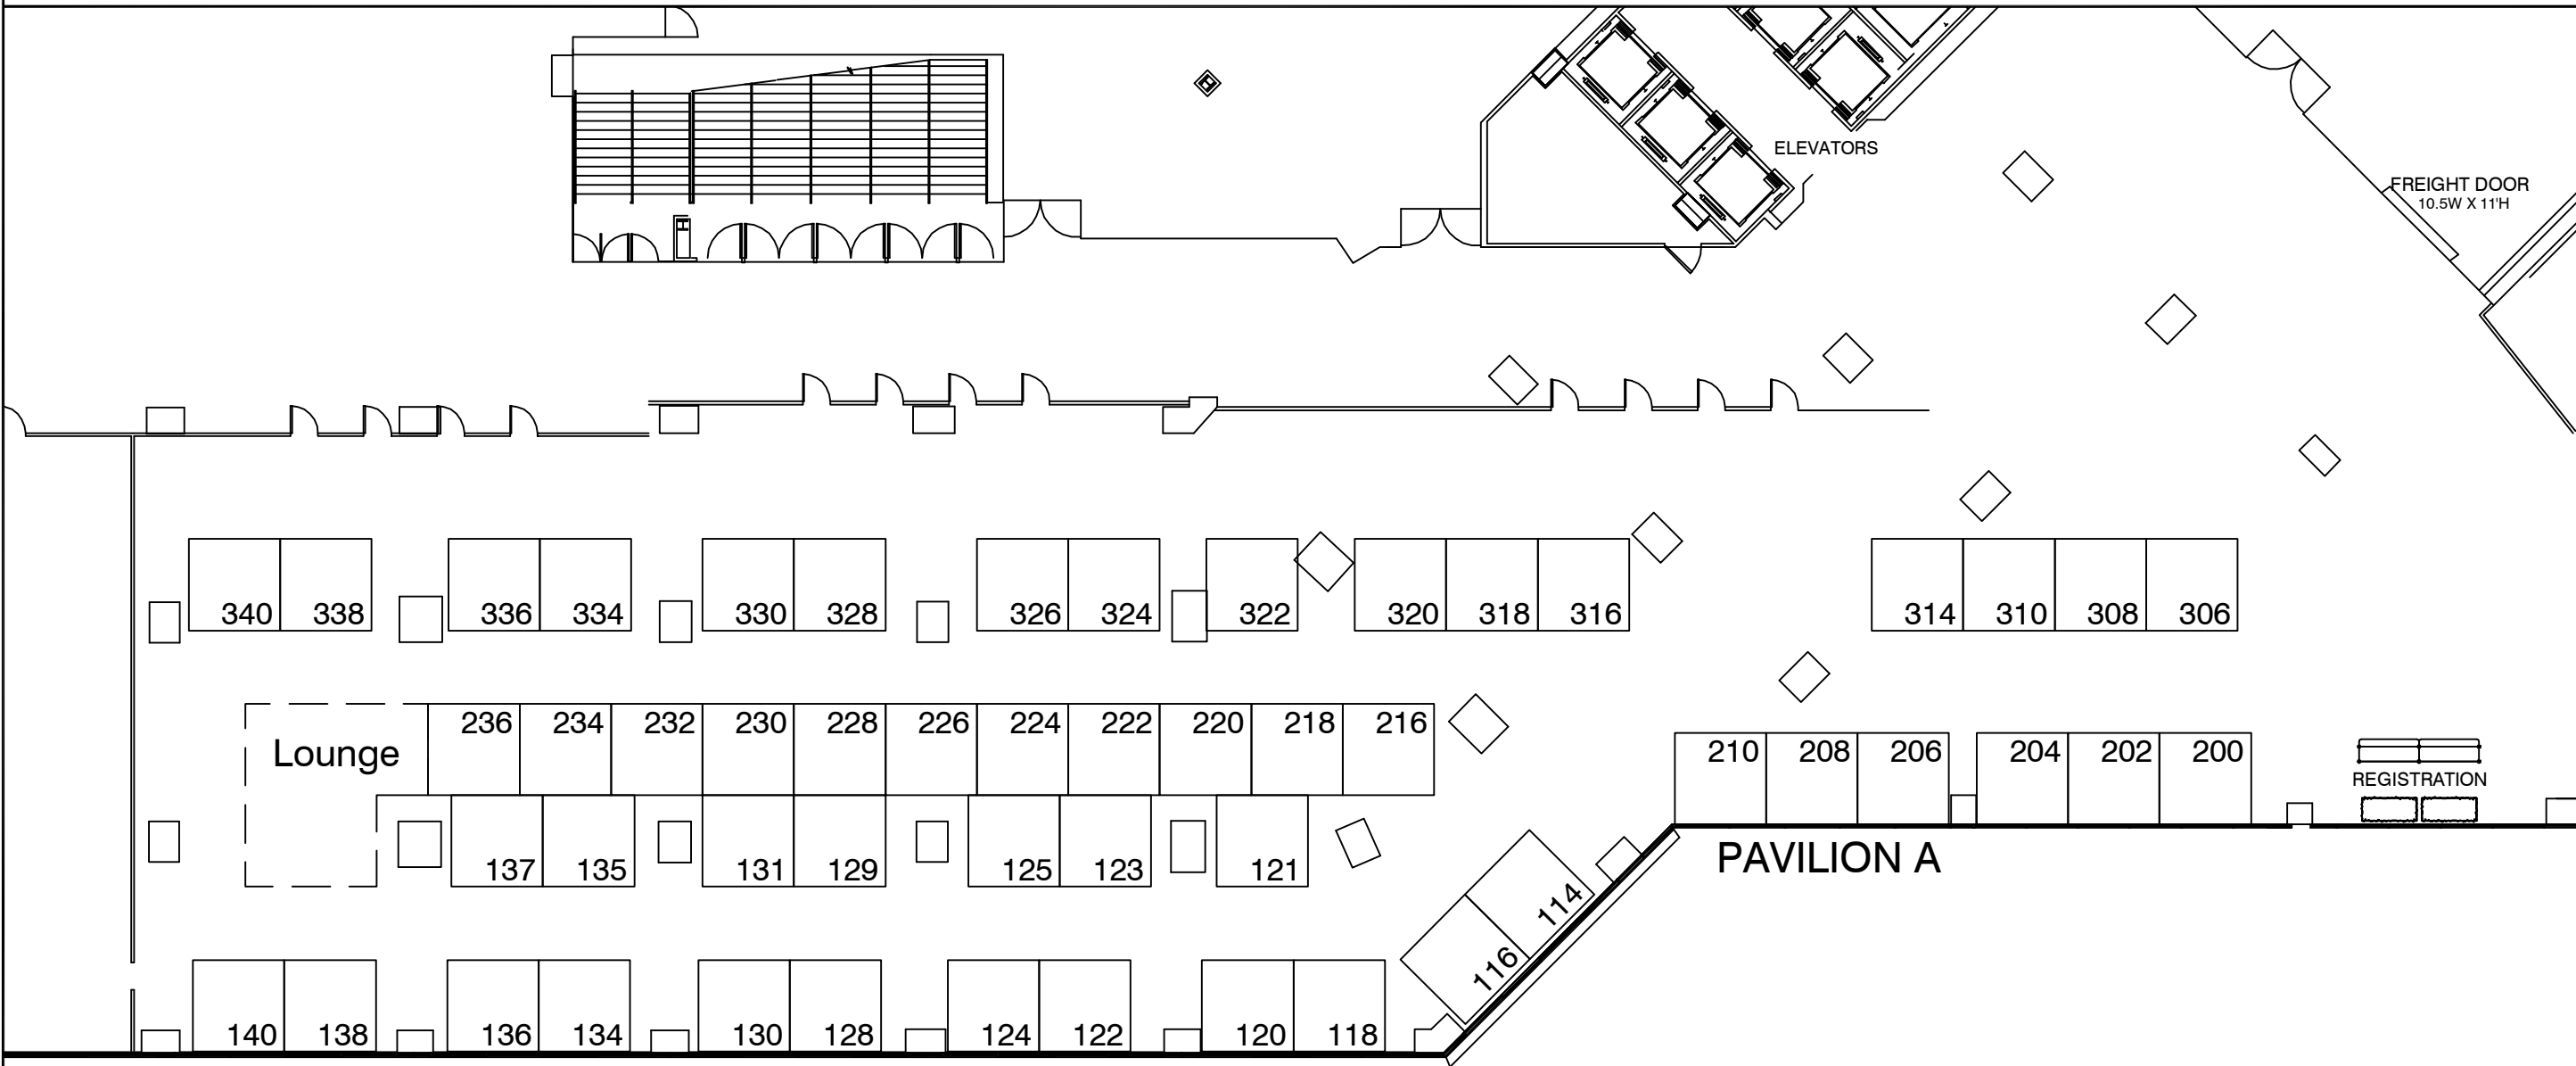 ELEVATORS
FREIGHT DOOR
10.5W X 11'H
340 338 336 334 330 328 326 324 322 320 318 316 314 310 308 306
236 234 232 230 228 226 224 222 220 218 216
Lounge
210 208 206 204 202 200
REGISTRATION
137 135 131 129 125 123 121
PAVILION A
114
116
140 138 136 134 130 128 124 122 120 118